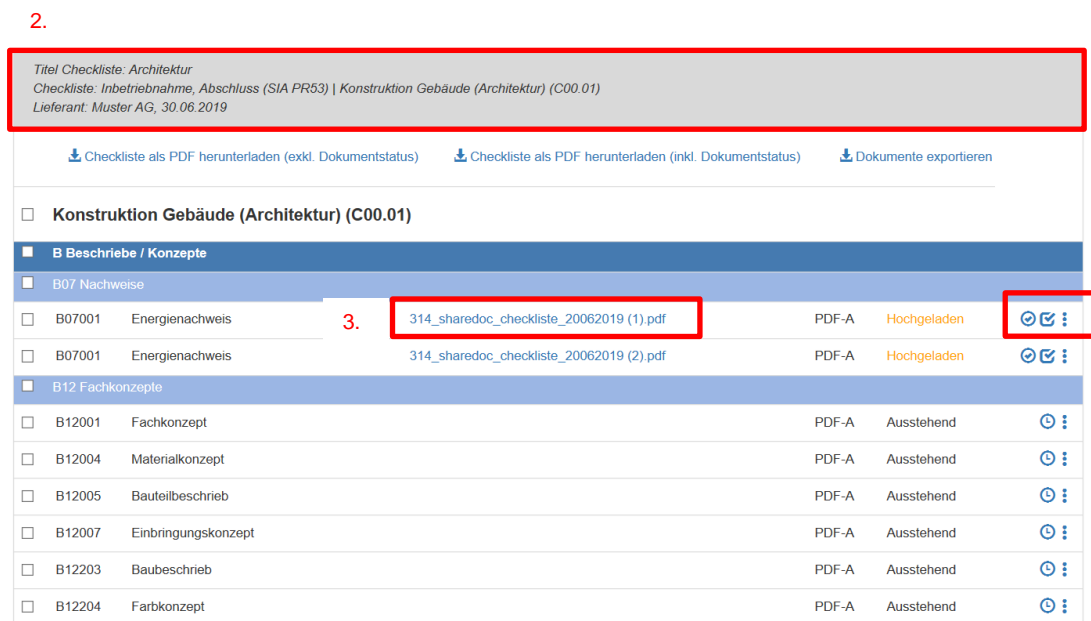 2.
Titel Checkliste: Architektur
Checkliste: Inbetriebnahme, Abschluss (SIA PR53) | Konstruktion Gebäude (Architektur) (C00.01)
Lieferant: Muster AG, 30.06.2019
Checkliste als PDF herunterladen (exkl. Dokumentstatus) Checkliste als PDF herunterladen (inkl. Dokumentstatus) Dokumente exportieren
Konstruktion Gebäude (Architektur) (C00.01)
B Beschriebe / Konzepte
B07 Nachweise
B07001 Energienachweis 3. 314_sharedoc_checkliste_20062019 (1).pdf PDF-A Hochgeladen
B07001 Energienachweis 314_sharedoc_checkliste_20062019 (2).pdf PDF-A Hochgeladen
B12 Fachkonzepte
B12001 Fachkonzept PDF-A Ausstehend
B12004 Materialkonzept PDF-A Ausstehend
B12005 Bauteilbeschrieb PDF-A Ausstehend
B12007 Einbringungskonzept PDF-A Ausstehend
B12203 Baubeschrieb PDF-A Ausstehend
B12204 Farbkonzept PDF-A Ausstehend